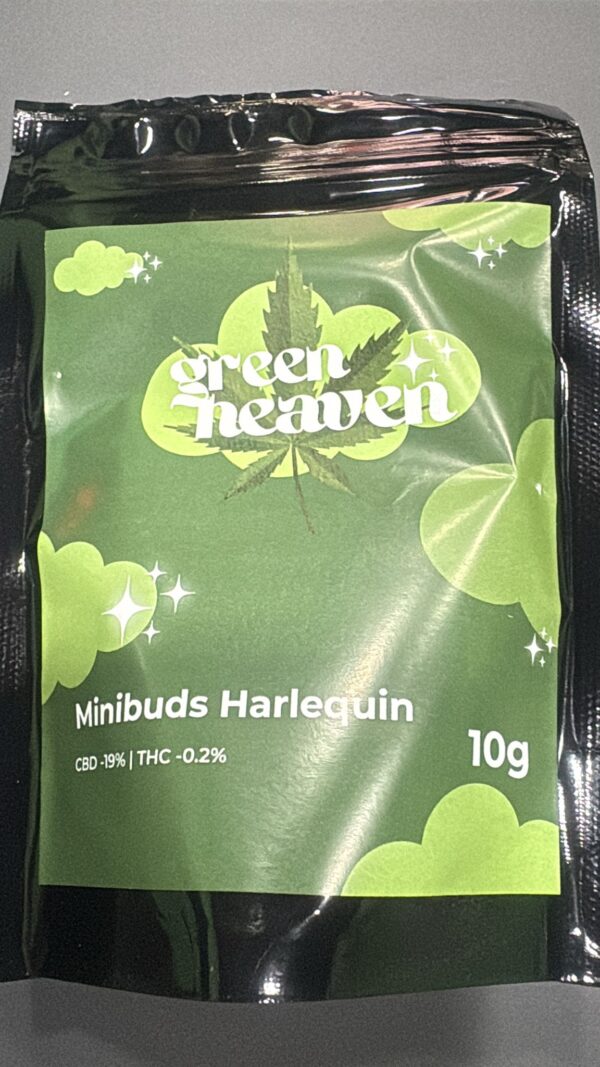 green
heaven
Minibuds Harlequin
10g
CBD -19% | THC -0.2%